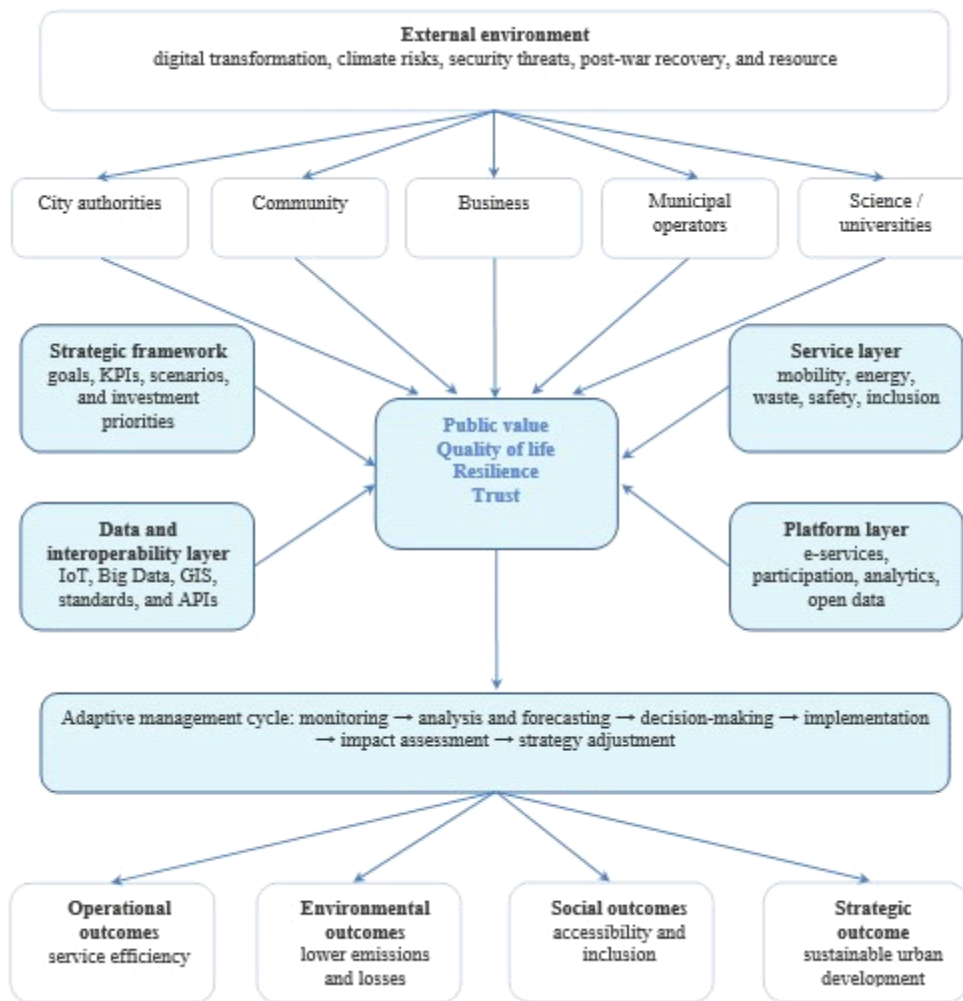 External environment
digital transformation, climate risks, security threats, post-war recovery, and resource
City authorities
Community
Business
Municipal
operators
Science /
universities
Strategic framework
goals, KPIs, scenarios,
and investment
priorities
Service layer
mobility, energy,
waste, safety, inclusion
Public value
Quality of life
Resilience
Trust
Data and
interoperability layer
IoT, Big Data, GIS,
standards, and APIs
Platform layer
e-services,
participation, analytics,
open data
Adaptive management cycle: monitoring → analysis and forecasting → decision-making → implementation
→ impact assessment → strategy adjustment
Operational
outcomes
service efficiency
Environmental
outcomes
lower emissions
and losses
Social outcomes
accessibility and
inclusion
Strategic
outcome
sustainable urban
development